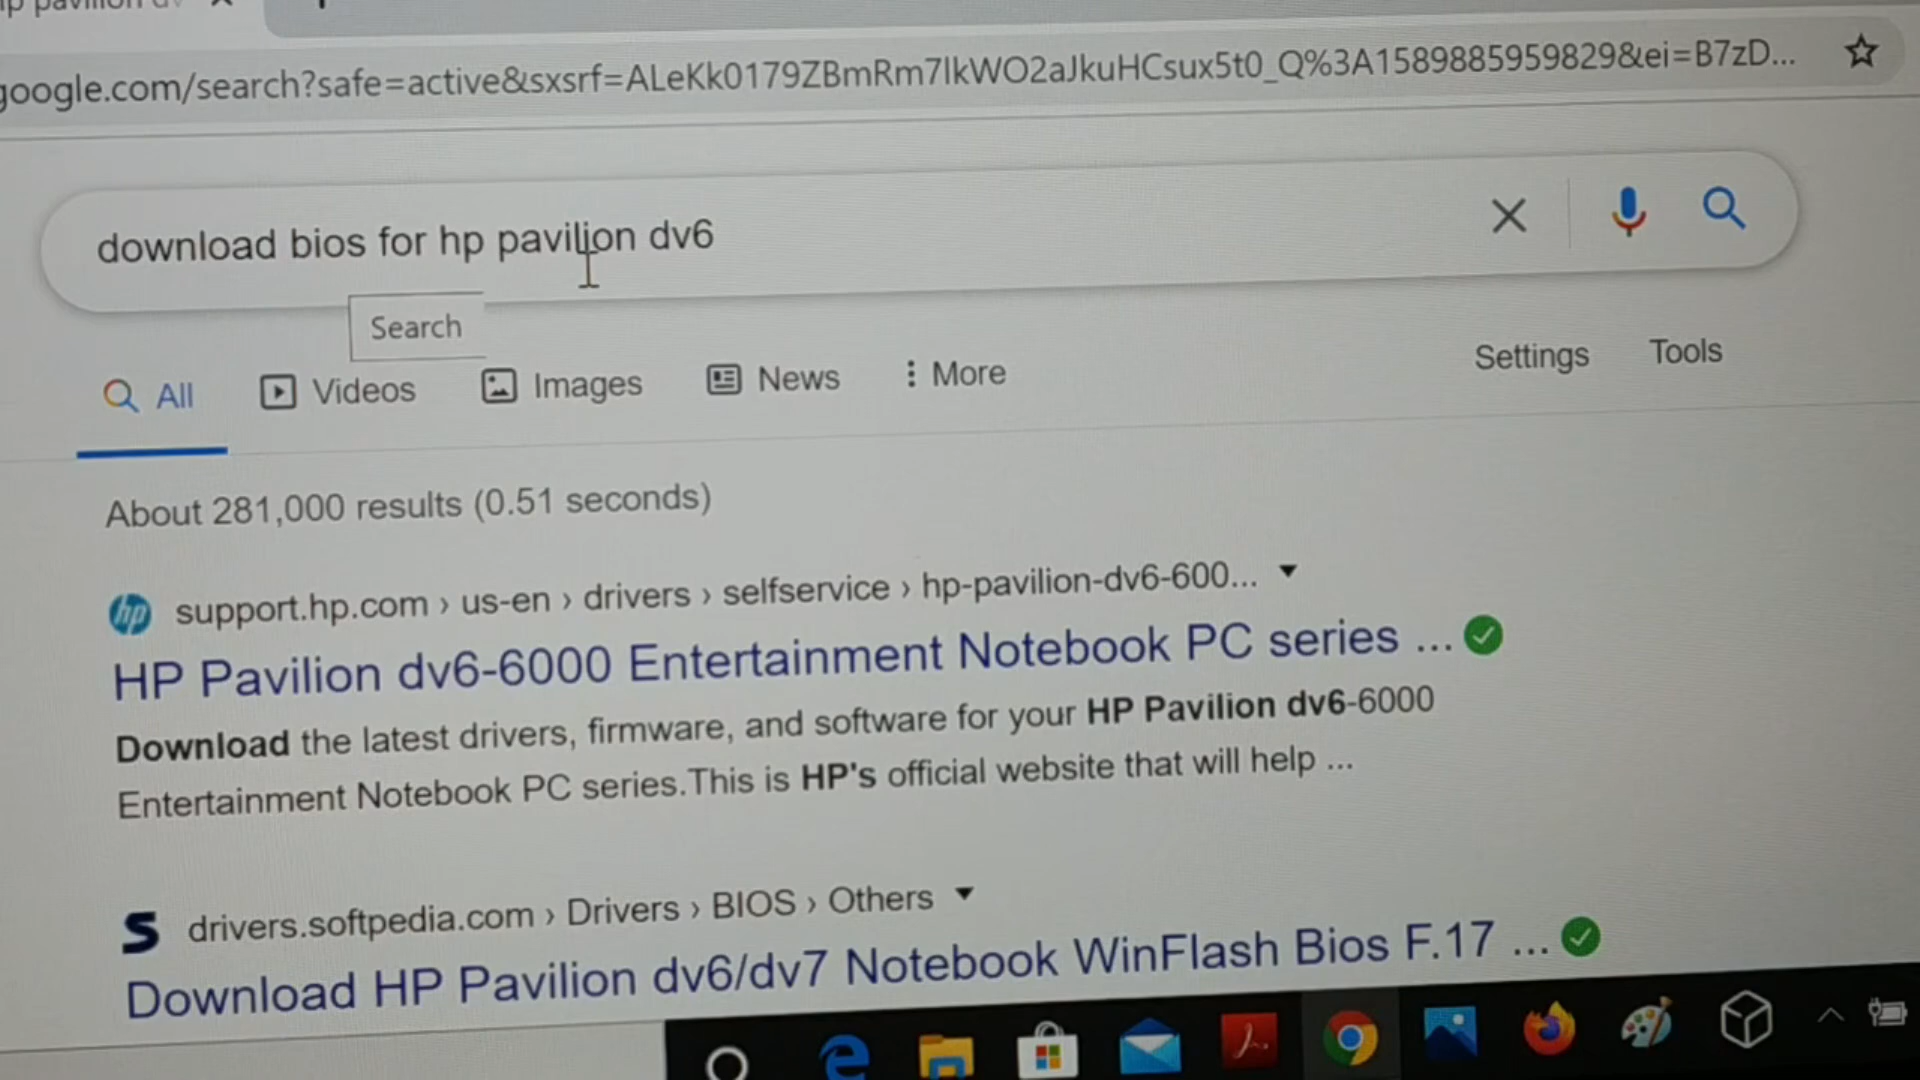 google.com/search?safe=active&sxsrf=ALeKk0179ZBmRm7lkWO2aJkuHCsux5t0_Q%3A1589885959829&ei=B7zD...
download bios for hp pavilion dv6
Search
All Videos Images News More Settings Tools
About 281,000 results (0.51 seconds)
hp support.hp.com › us-en › drivers › selfservice › hp-pavilion-dv6-600...
HP Pavilion dv6-6000 Entertainment Notebook PC series ...
Download the latest drivers, firmware, and software for your HP Pavilion dv6-6000
Entertainment Notebook PC series.This is HP's official website that will help ...
S drivers.softpedia.com › Drivers › BIOS › Others
Download HP Pavilion dv6/dv7 Notebook WinFlash Bios F.17 ...